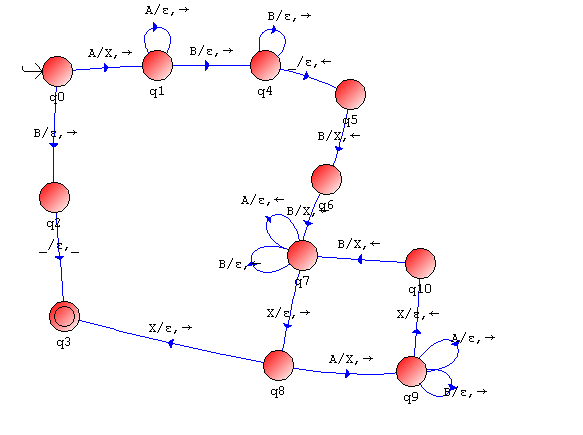 A/ε,→
B/ε,→
A/X,→
B/ε,→
_/ε,←
q0
q1
q4
q5
B/ε,→
B/X,←
q6
q2
A/ε,←
B/X,←
_/ε,_
B/ε,←
B/X,←
q7
q10
X/ε,→
X/ε,→
X/ε,←
q3
A/ε,→
A/X,→
q8
q9
B/ε,→